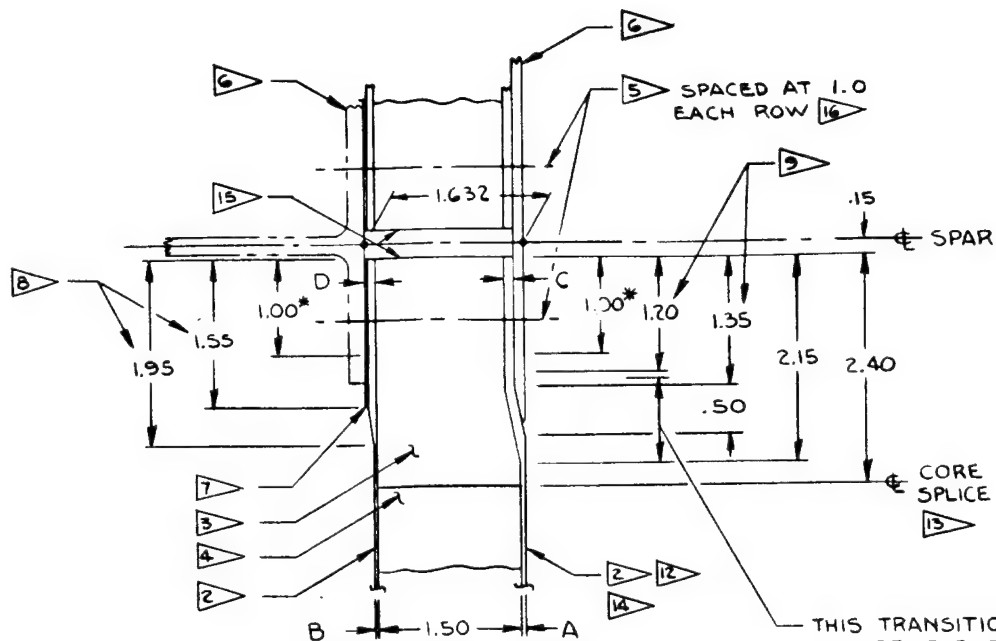 6
6
5 SPACED AT 1.0
EACH ROW 16
9
15
1.632
.15
℄ SPAR
8
D
C
1.00*
1.00*
1.20
1.35
1.55
1.95
2.15
2.40
.50
7
3
4
2
℄ CORE
SPLICE
13
2 12
14
B
1.50
A
THIS TRANSITIO